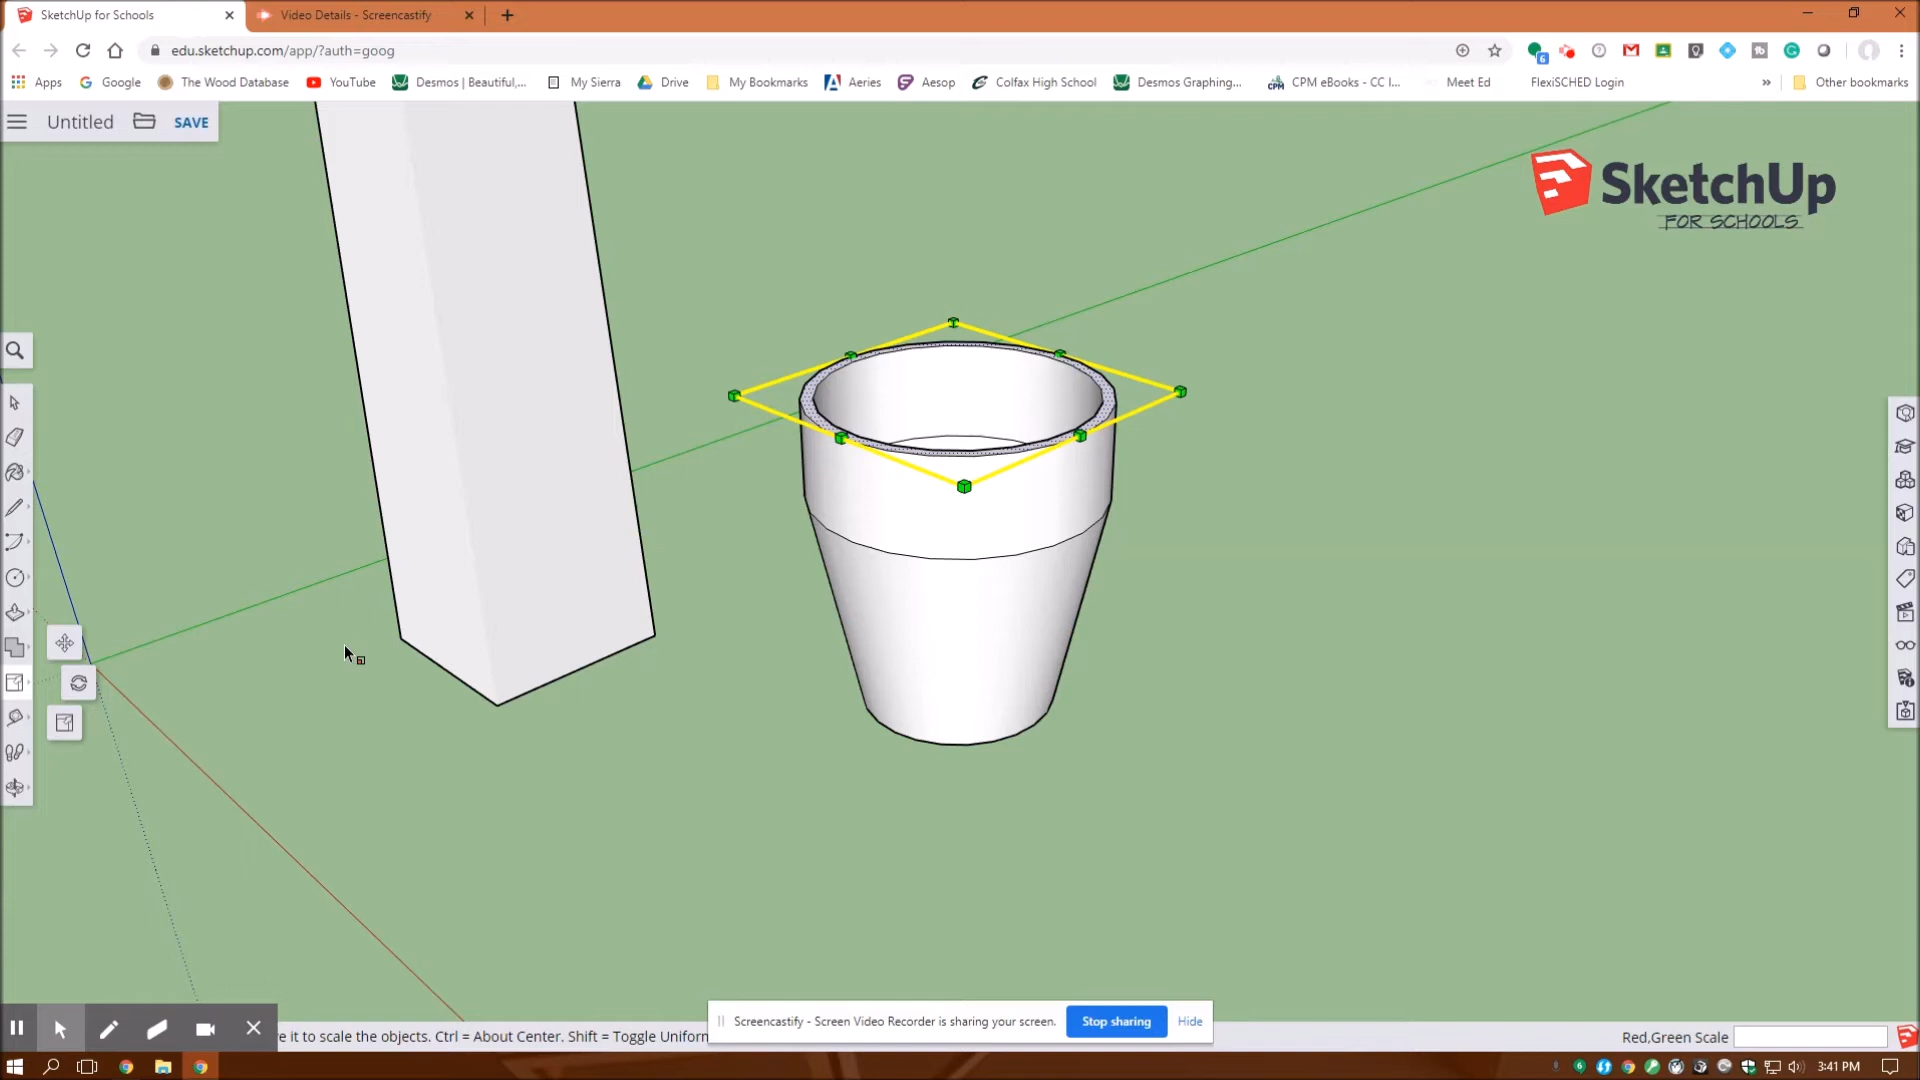 SketchUp for Schools
Video Details - Screencastify
edu.sketchup.com/app/?auth=goog
6
Apps
Google
The Wood Database
YouTube
Desmos | Beautiful,...
My Sierra
Drive
My Bookmarks
Aeries
Aesop
Colfax High School
Desmos Graphing...
CPM
CPM eBooks - CC I...
Meet Ed
FlexiSCHED Login
»
Other bookmarks
Untitled
SAVE
SketchUp
FOR SCHOOLS
e it to scale the objects. Ctrl = About Center. Shift = Toggle Uniform
Screencastify - Screen Video Recorder is sharing your screen.
Stop sharing
Hide
Red,Green Scale
3:41 PM